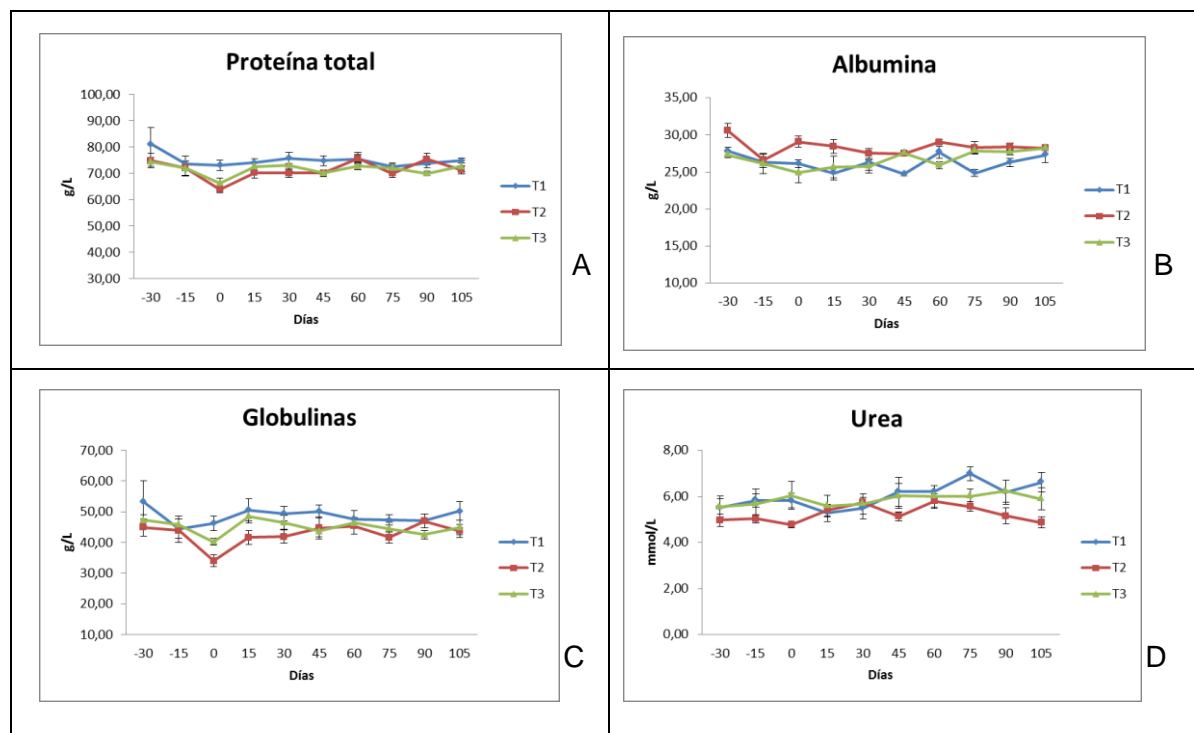 Proteína total
g/L
100,00
90,00
80,00
70,00
60,00
50,00
40,00
30,00
-30 -15 0 15 30 45 60 75 90 105
Días
T1
T2
T3
A
Albumina
g/L
35,00
30,00
25,00
20,00
15,00
10,00
-30 -15 0 15 30 45 60 75 90 105
Días
T1
T2
T3
B
Globulinas
g/L
70,00
60,00
50,00
40,00
30,00
20,00
10,00
-30 -15 0 15 30 45 60 75 90 105
Días
T1
T2
T3
C
Urea
mmol/L
8,00
6,00
4,00
2,00
0,00
-30 -15 0 15 30 45 60 75 90 105
Días
T1
T2
T3
D